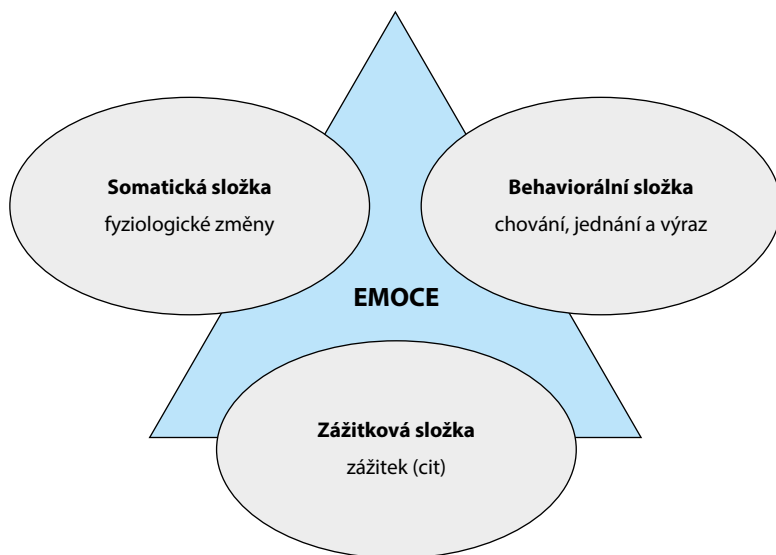 Somatická složka
fyziologické změny
Behaviorální složka
chování, jednání a výraz
EMOCE
Zážitková složka
zážitek (cit)